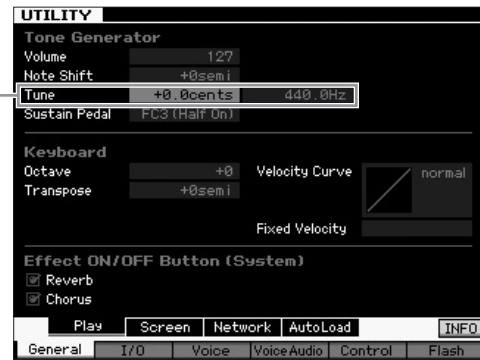 UTILITY
Tone Generator
Volume 127
Note Shift +0semi
Tune +0.0cents 440.0Hz
Sustain Pedal FC3(Half On)
Keyboard
Octave +0 Velocity Curve normal
Transpose +0semi
Fixed Velocity
Effect ON/OFF Button (System)
Reverb
Chorus
Play Screen Network AutoLoad INFO
General I/O Voice VoiceAudio Control Flash